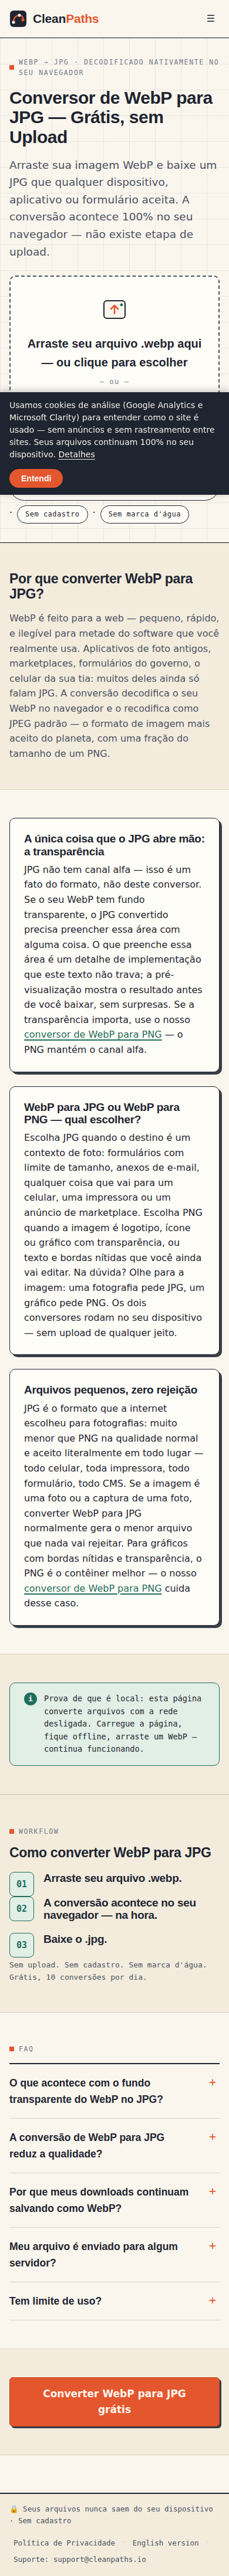 CleanPaths
☰
WEBP → JPG · DECODIFICADO NATIVAMENTE NO
SEU NAVEGADOR
Conversor de WebP para
JPG — Grátis, sem
Upload
Arraste sua imagem WebP e baixe um
JPG que qualquer dispositivo,
aplicativo ou formulário aceita. A
conversão acontece 100% no seu
navegador — não existe etapa de
upload.
Arraste seu arquivo .webp aqui
— ou clique para escolher
— ou —
Usamos cookies de análise (Google Analytics e
Microsoft Clarity) para entender como o site é
usado — sem anúncios e sem rastreamento entre
sites. Seus arquivos continuam 100% no seu
dispositivo. Detalhes
Entendi
· Sem cadastro · Sem marca d'água
Por que converter WebP para
JPG?
WebP é feito para a web — pequeno, rápido,
e ilegível para metade do software que você
realmente usa. Aplicativos de foto antigos,
marketplaces, formulários do governo, o
celular da sua tia: muitos deles ainda só
falam JPG. A conversão decodifica o seu
WebP no navegador e o recodifica como
JPEG padrão — o formato de imagem mais
aceito do planeta, com uma fração do
tamanho de um PNG.
A única coisa que o JPG abre mão:
a transparência
JPG não tem canal alfa — isso é um
fato do formato, não deste conversor.
Se o seu WebP tem fundo
transparente, o JPG convertido
precisa preencher essa área com
alguma coisa. O que preenche essa
área é um detalhe de implementação
que este texto não trava; a pré-
visualização mostra o resultado antes
de você baixar, sem surpresas. Se a
transparência importa, use o nosso
conversor de WebP para PNG — o
PNG mantém o canal alfa.
WebP para JPG ou WebP para
PNG — qual escolher?
Escolha JPG quando o destino é um
contexto de foto: formulários com
limite de tamanho, anexos de e-mail,
qualquer coisa que vai para um
celular, uma impressora ou um
anúncio de marketplace. Escolha PNG
quando a imagem é logotipo, ícone
ou gráfico com transparência, ou
texto e bordas nítidas que você ainda
vai editar. Na dúvida? Olhe para a
imagem: uma fotografia pede JPG, um
gráfico pede PNG. Os dois
conversores rodam no seu dispositivo
— sem upload de qualquer jeito.
Arquivos pequenos, zero rejeição
JPG é o formato que a internet
escolheu para fotografias: muito
menor que PNG na qualidade normal
e aceito literalmente em todo lugar —
todo celular, toda impressora, todo
formulário, todo CMS. Se a imagem é
uma foto ou a captura de uma foto,
converter WebP para JPG
normalmente gera o menor arquivo
que nada vai rejeitar. Para gráficos
com bordas nítidas e transparência, o
PNG é o contêiner melhor — o nosso
conversor de WebP para PNG cuida
desse caso.
i Prova de que é local: esta página
converte arquivos com a rede
desligada. Carregue a página,
fique offline, arraste um WebP —
continua funcionando.
WORKFLOW
Como converter WebP para JPG
01 Arraste seu arquivo .webp.
02 A conversão acontece no seu
navegador — na hora.
03 Baixe o .jpg.
Sem upload. Sem cadastro. Sem marca d'água.
Grátis, 10 conversões por dia.
FAQ
O que acontece com o fundo +
transparente do WebP no JPG?
A conversão de WebP para JPG +
reduz a qualidade?
Por que meus downloads continuam +
salvando como WebP?
Meu arquivo é enviado para algum +
servidor?
Tem limite de uso? +
Converter WebP para JPG
grátis
🔒 Seus arquivos nunca saem do seu dispositivo
· Sem cadastro
Política de Privacidade English version
Suporte: support@cleanpaths.io